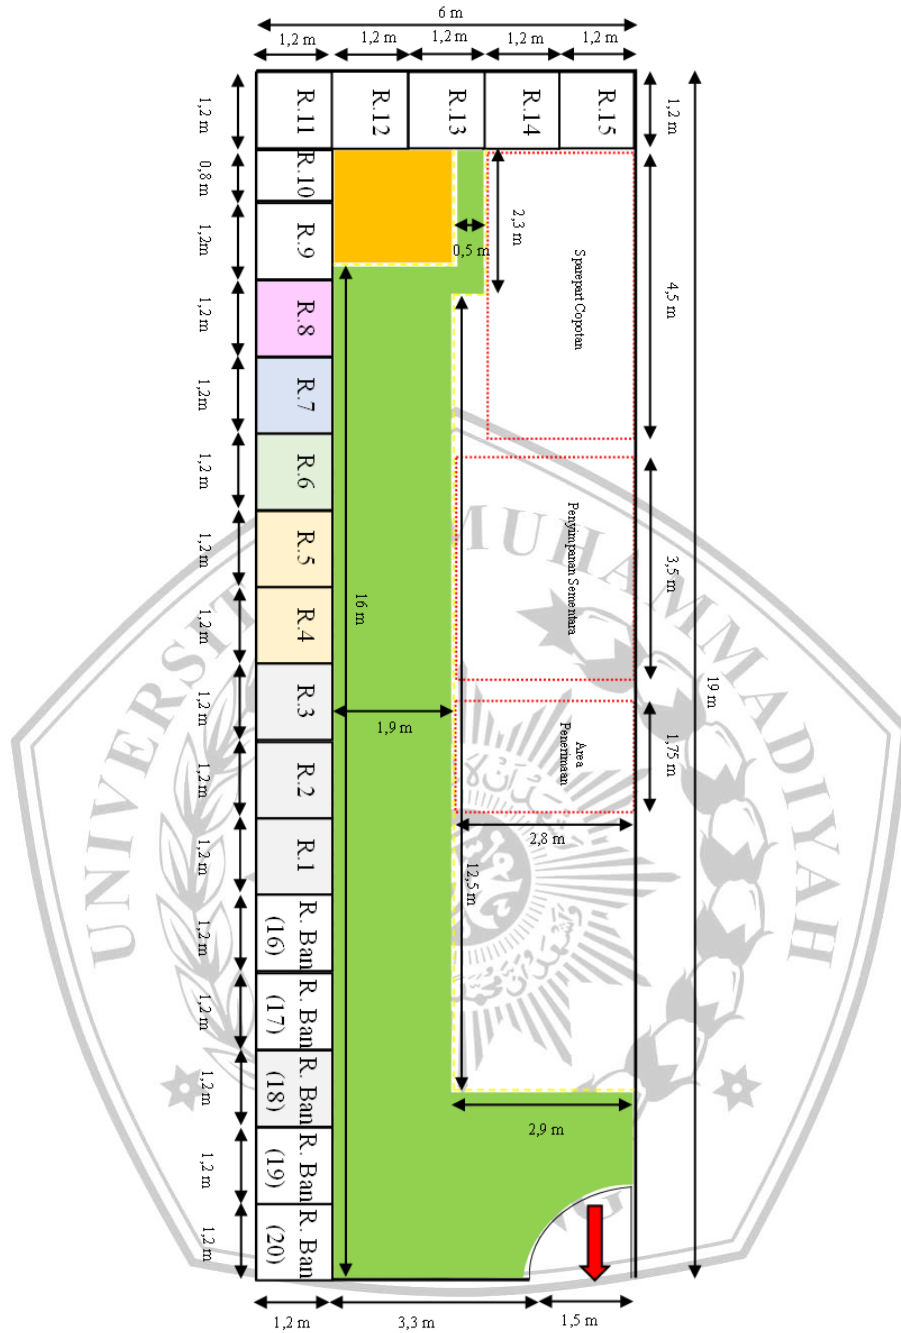 6 m
1,2 m
1,2 m
1,2 m
1,2 m
1,2 m
R.11
R.12
R.13
R.14
R.15
1,2 m
1,2 m
R.10
0,8 m
R.9
1,2m
0,5 m
2,3 m
Sparepart Copotan
4,5 m
R.8
1,2 m
R.7
1,2m
R.6
1,2 m
R.5
1,2 m
R.4
1,2 m
16 m
Penyimpanan Sementara
3,5 m
19 m
R.3
1,2 m
1,9 m
Area
Penerimaan
1,75 m
R.2
1,2 m
R.1
1,2 m
2,8 m
12,5 m
R. Ban
(16)
1,2 m
R. Ban
(17)
1,2 m
R. Ban
(18)
1,2 m
2,9 m
R. Ban
(19)
1,2 m
R. Ban
(20)
1,2 m
1,2 m
3,3 m
1,5 m
MUHAMMADIYAH